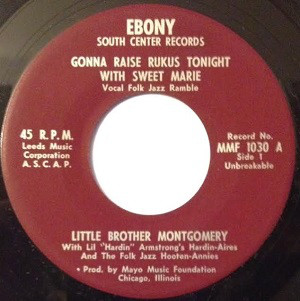 EBONY
SOUTH CENTER RECORDS
GONNA RAISE RUKUS TONIGHT
WITH SWEET MARIE
Vocal Folk Jazz Ramble
45 R.P.M.
Leeds Music
Corporation
A.S.C.A.P.
Record No.
MMF 1030 A
Side 1
Unbreakable
LITTLE BROTHER MONTGOMERY
With Lil "Hardin" Armstrong's Hardin-Aires
And The Folk Jazz Hooten-Annies
• Prod. by Mayo Music Foundation
Chicago, Illinois